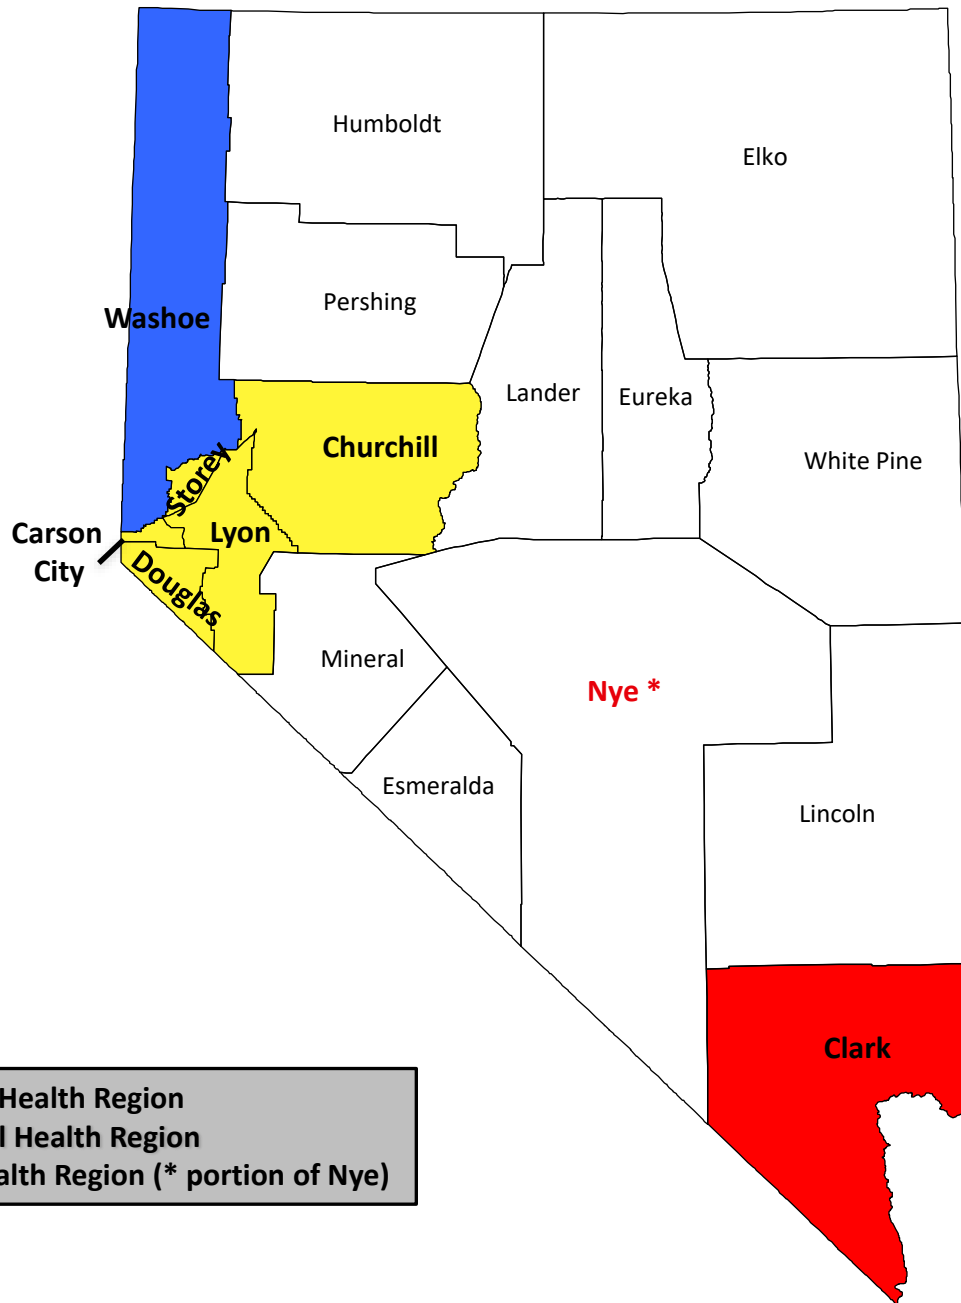 Humboldt
Elko
Pershing
Washoe
Lander
Eureka
Churchill
White Pine
Storey
Lyon
Carson
City
Douglas
Mineral
Nye *
Esmeralda
Lincoln
Clark
Health Region
Health Region
Region (* portion of Nye)